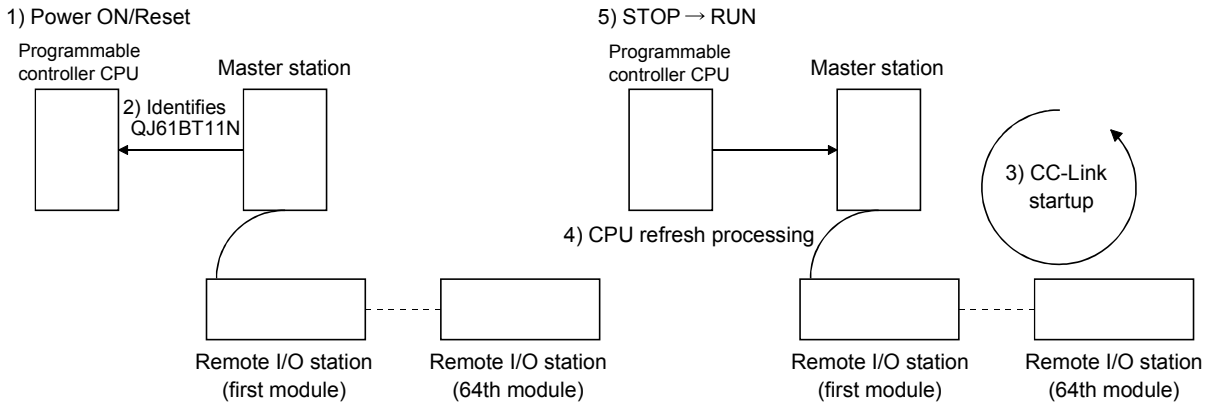 1) Power ON/Reset
Programmable
controller CPU
Master station
2) Identifies
QJ61BT11N
Remote I/O station
(first module)
Remote I/O station
(64th module)
5) STOP → RUN
Programmable
controller CPU
Master station
3) CC-Link
startup
4) CPU refresh processing
Remote I/O station
(first module)
Remote I/O station
(64th module)